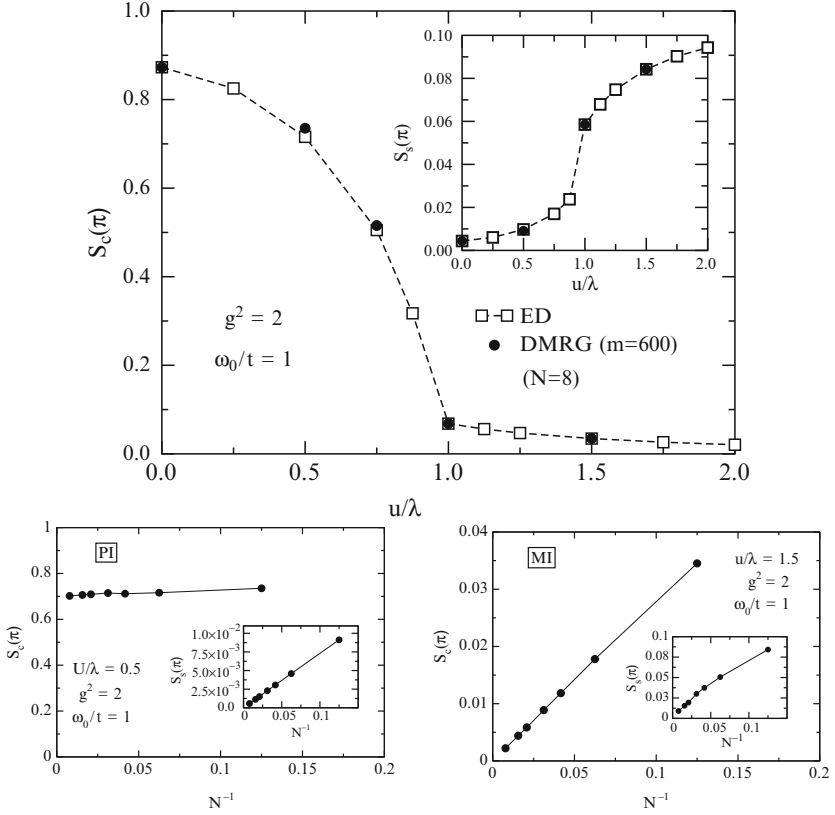 1.0
0.8
0.6
0.4
0.2
0.0
S_c(π)
0.0 0.5 1.0 1.5 2.0
u/λ
g² = 2
ω₀/t = 1
0.10
0.08
0.06
0.04
0.02
0.00
S_s(π)
0.0 0.5 1.0 1.5 2.0
u/λ
ED
DMRG (m=600)
(N=8)
PI
1
0.8
0.6
0.4
0.2
0
S_c(π)
0 0.05 0.1 0.15 0.2
N⁻¹
U/λ = 0.5
g² = 2
ω₀/t = 1
1.0×10⁻²
7.5×10⁻³
5.0×10⁻³
2.5×10⁻³
0.0
S_s(π)
0 0.05 0.1
N⁻¹
MI
0.04
0.03
0.02
0.01
0
S_c(π)
0 0.05 0.1 0.15 0.2
N⁻¹
u/λ = 1.5
g² = 2
ω₀/t = 1
0.1
0.08
0.05
0.03
0
S_s(π)
0 0.05 0.1
N⁻¹